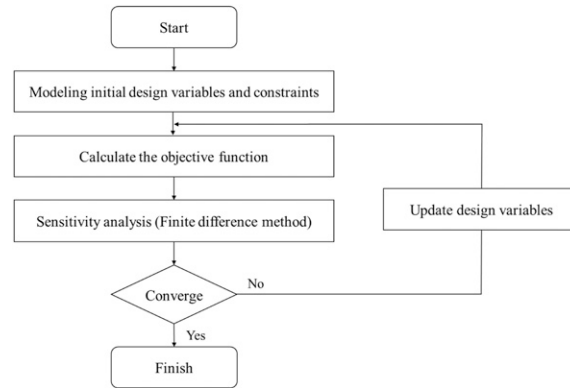 Start
Modeling initial design variables and constraints
Calculate the objective function
Sensitivity analysis (Finite difference method)
Update design variables
Converge
No
Yes
Finish